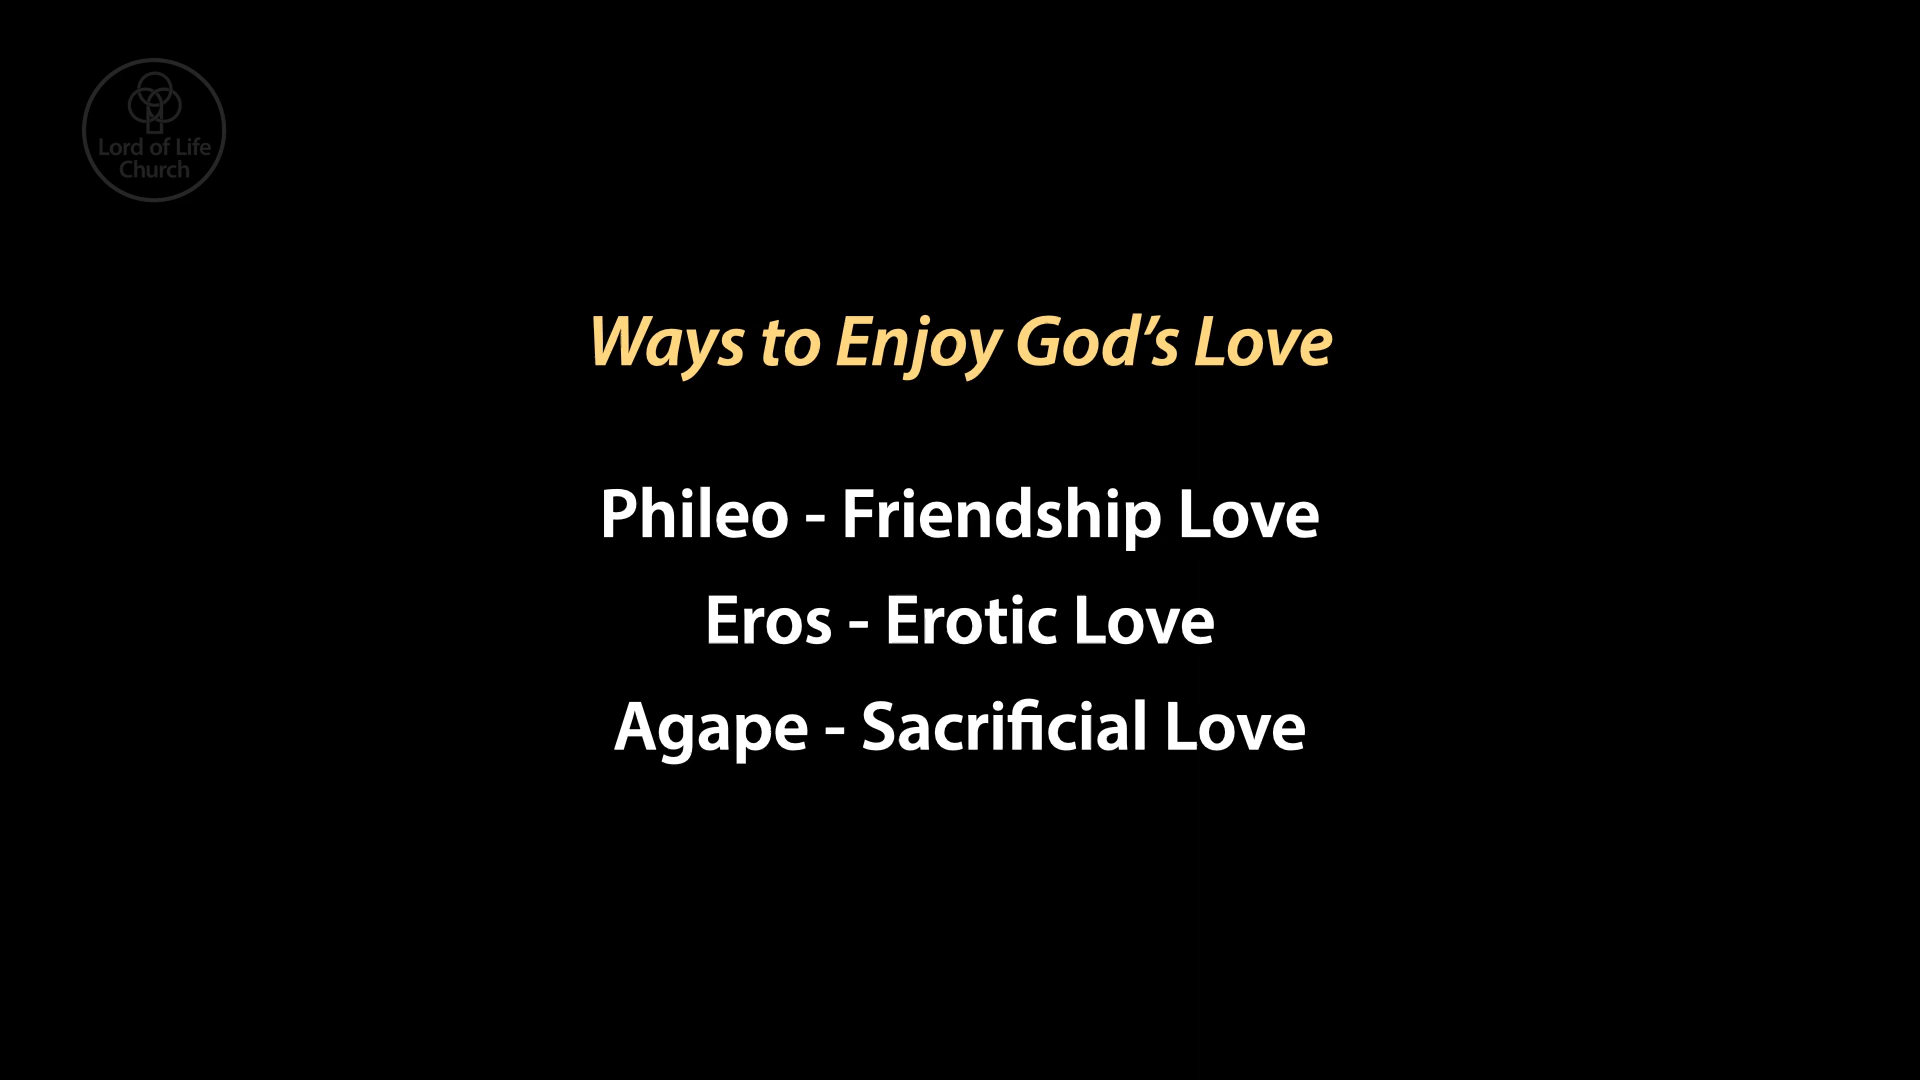 Lord of Life
Church
Ways to Enjoy God’s Love
Phileo - Friendship Love
Eros - Erotic Love
Agape - Sacrificial Love